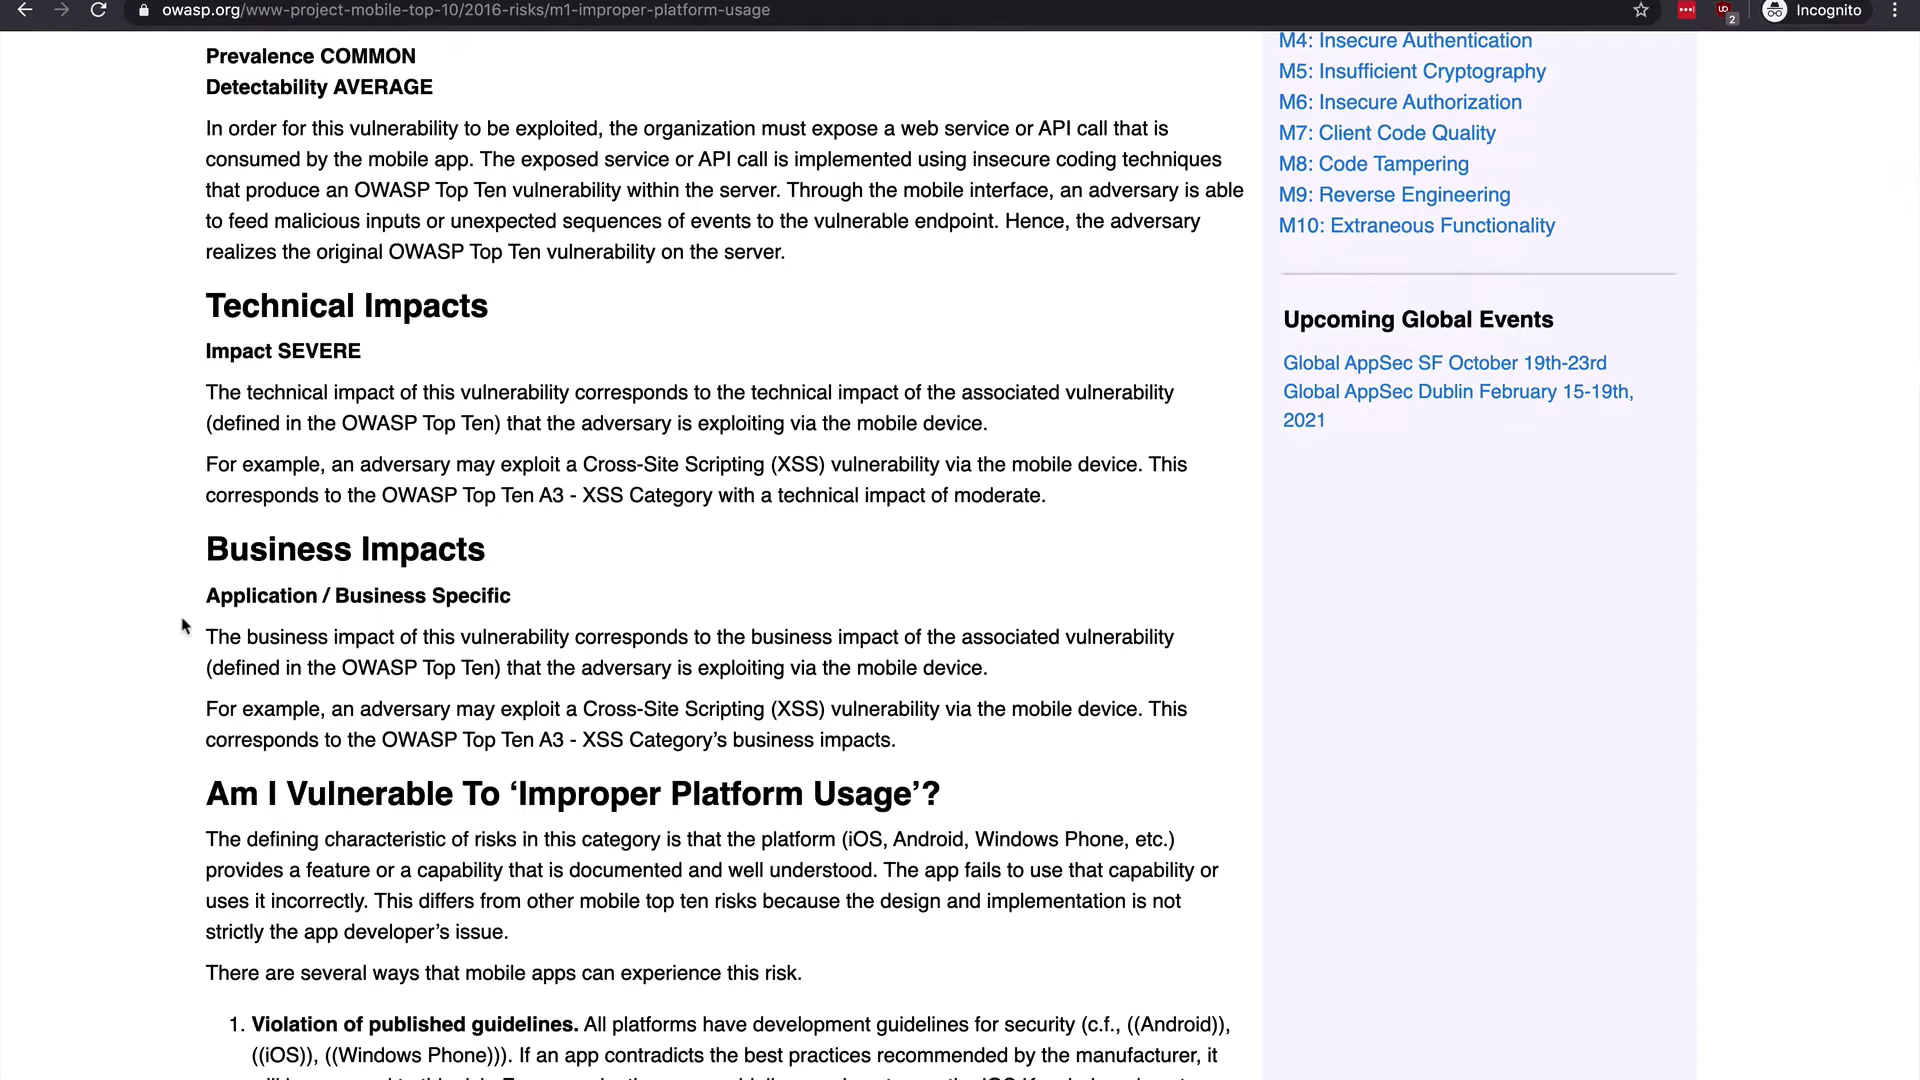 owasp.org/www-project-mobile-top-10/2016-risks/m1-improper-platform-usage
2
Incognito
Prevalence COMMON
Detectability AVERAGE
In order for this vulnerability to be exploited, the organization must expose a web service or API call that is
consumed by the mobile app. The exposed service or API call is implemented using insecure coding techniques
that produce an OWASP Top Ten vulnerability within the server. Through the mobile interface, an adversary is able
to feed malicious inputs or unexpected sequences of events to the vulnerable endpoint. Hence, the adversary
realizes the original OWASP Top Ten vulnerability on the server.
Technical Impacts
Impact SEVERE
The technical impact of this vulnerability corresponds to the technical impact of the associated vulnerability
(defined in the OWASP Top Ten) that the adversary is exploiting via the mobile device.
For example, an adversary may exploit a Cross-Site Scripting (XSS) vulnerability via the mobile device. This
corresponds to the OWASP Top Ten A3 - XSS Category with a technical impact of moderate.
Business Impacts
Application / Business Specific
The business impact of this vulnerability corresponds to the business impact of the associated vulnerability
(defined in the OWASP Top Ten) that the adversary is exploiting via the mobile device.
For example, an adversary may exploit a Cross-Site Scripting (XSS) vulnerability via the mobile device. This
corresponds to the OWASP Top Ten A3 - XSS Category’s business impacts.
Am I Vulnerable To ‘Improper Platform Usage’?
The defining characteristic of risks in this category is that the platform (iOS, Android, Windows Phone, etc.)
provides a feature or a capability that is documented and well understood. The app fails to use that capability or
uses it incorrectly. This differs from other mobile top ten risks because the design and implementation is not
strictly the app developer’s issue.
There are several ways that mobile apps can experience this risk.
1. Violation of published guidelines. All platforms have development guidelines for security (c.f., ((Android)),
((iOS)), ((Windows Phone))). If an app contradicts the best practices recommended by the manufacturer, it
M4: Insecure Authentication
M5: Insufficient Cryptography
M6: Insecure Authorization
M7: Client Code Quality
M8: Code Tampering
M9: Reverse Engineering
M10: Extraneous Functionality
Upcoming Global Events
Global AppSec SF October 19th-23rd
Global AppSec Dublin February 15-19th,
2021